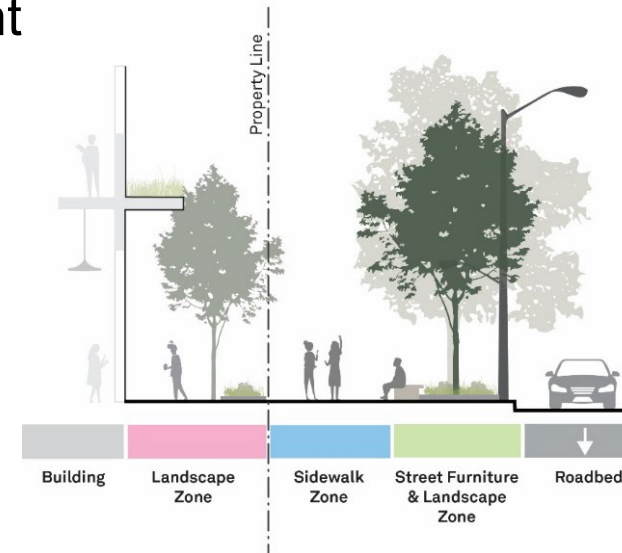 nt
Property Line
Building
Landscape
Zone
Sidewalk
Zone
Street Furniture
& Landscape
Zone
Roadbed